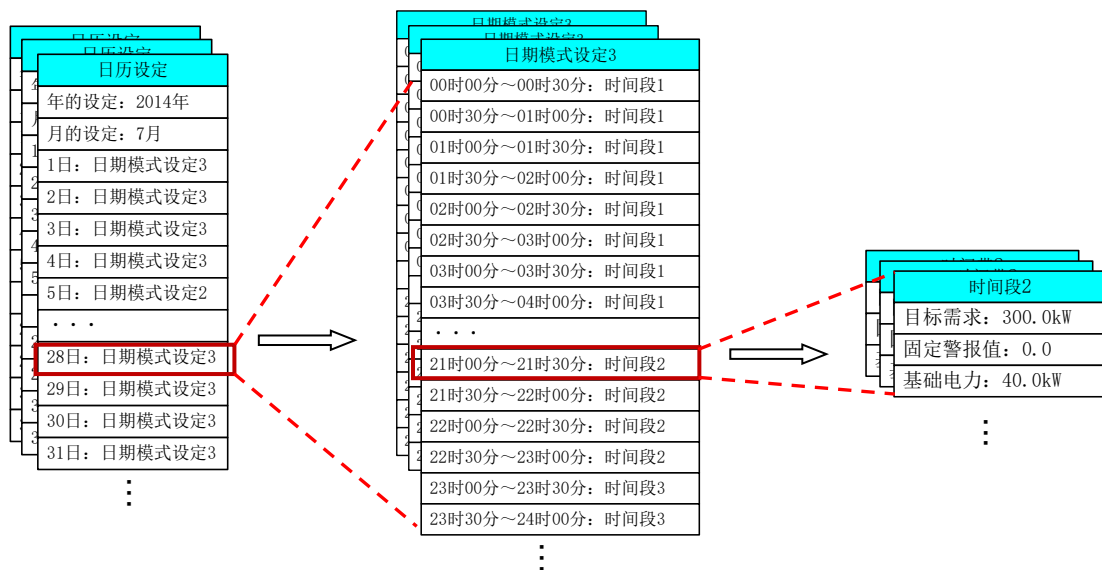 日历设定
年的设定：2014年
月的设定：7月
1日：日期模式设定3
2日：日期模式设定3
3日：日期模式设定3
4日：日期模式设定3
5日：日期模式设定2
···
28日：日期模式设定3
29日：日期模式设定3
30日：日期模式设定3
31日：日期模式设定3
日期模式设定3
00时00分～00时30分：时间段1
00时30分～01时00分：时间段1
01时00分～01时30分：时间段1
01时30分～02时00分：时间段1
02时00分～02时30分：时间段1
02时30分～03时00分：时间段1
03时00分～03时30分：时间段1
03时30分～04时00分：时间段1
···
21时00分～21时30分：时间段2
21时30分～22时00分：时间段2
22时00分～22时30分：时间段2
22时30分～23时00分：时间段2
23时00分～23时30分：时间段3
23时30分～24时00分：时间段3
时间段2
目标需求：300.0kW
固定警报值：0.0
基础电力：40.0kW